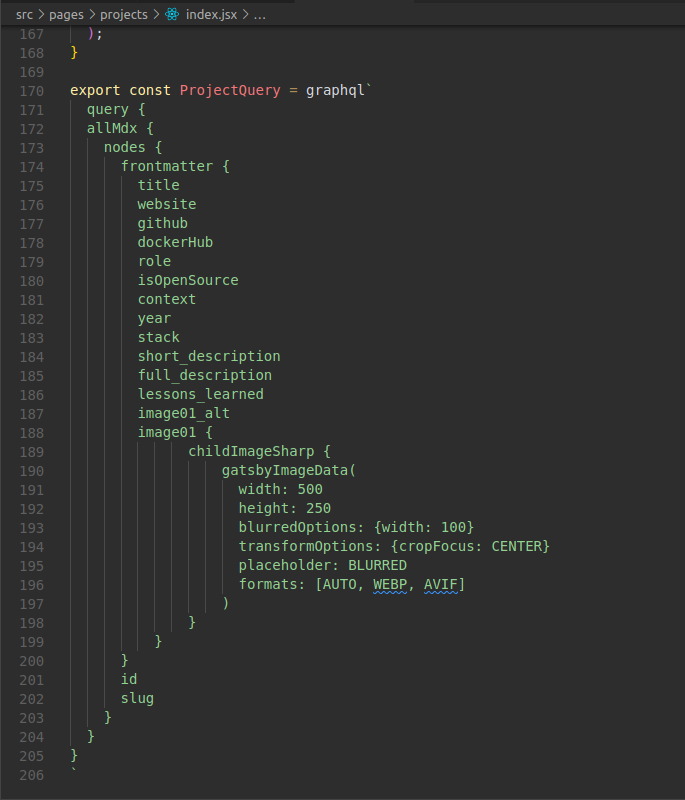 src > pages > projects > index.jsx > ...
167 );
168 }
169
170 export const ProjectQuery = graphql`
171 query {
172 allMdx {
173 nodes {
174 frontmatter {
175 title
176 website
177 github
178 dockerHub
179 role
180 isOpenSource
181 context
182 year
183 stack
184 short_description
185 full_description
186 lessons_learned
187 image01_alt
188 image01 {
189 childImageSharp {
190 gatsbyImageData(
191 width: 500
192 height: 250
193 blurredOptions: {width: 100}
194 transformOptions: {cropFocus: CENTER}
195 placeholder: BLURRED
196 formats: [AUTO, WEBP, AVIF]
197 )
198 }
199 }
200 }
201 id
202 slug
203 }
204 }
205 }
206 `